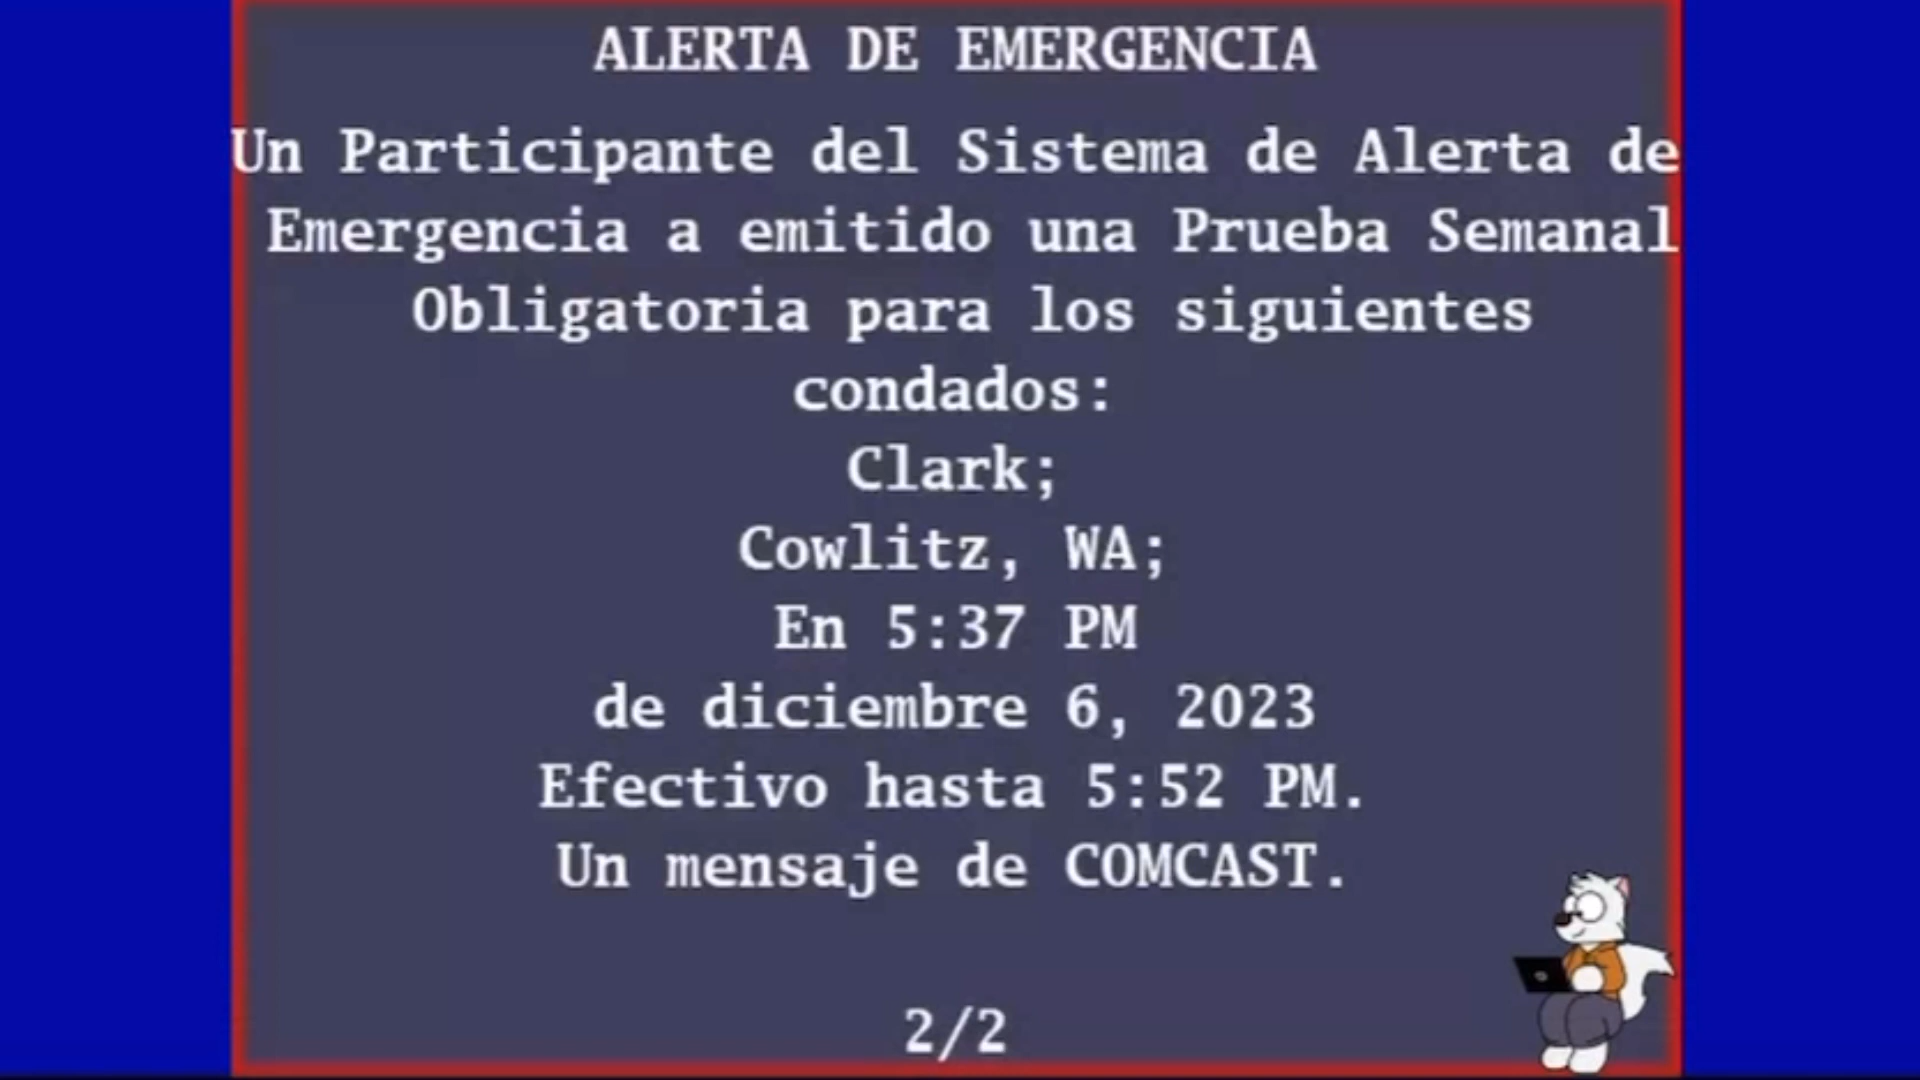 ALERTA DE EMERGENCIA
Un Participante del Sistema de Alerta de
Emergencia a emitido una Prueba Semanal
Obligatoria para los siguientes
condados:
Clark;
Cowlitz, WA;
En 5:37 PM
de diciembre 6, 2023
Efectivo hasta 5:52 PM.
Un mensaje de COMCAST.
2/2